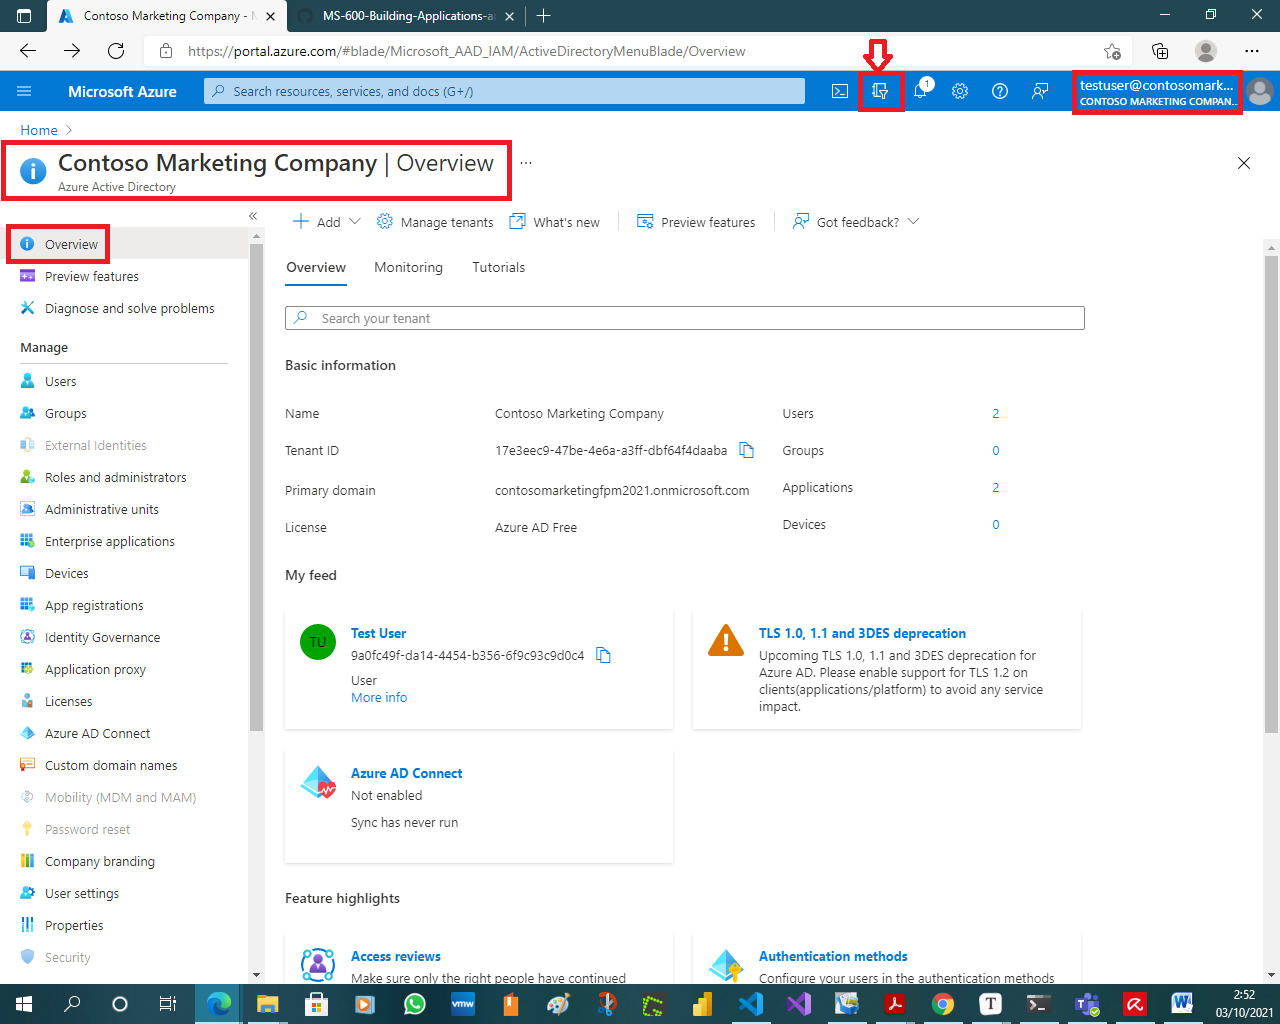 Contoso Marketing Company - M
MS-600-Building-Applications-a
https://portal.azure.com/#blade/Microsoft_AAD_IAM/ActiveDirectoryMenuBlade/Overview
Microsoft Azure
Search resources, services, and docs (G+/)
1
testuser@contosomark...
CONTOSO MARKETING COMPAN...
Home
Contoso Marketing Company | Overview
...
Azure Active Directory
Overview
Preview features
Diagnose and solve problems
Manage
Users
Groups
External Identities
Roles and administrators
Administrative units
Enterprise applications
Devices
App registrations
Identity Governance
Application proxy
Licenses
Azure AD Connect
Custom domain names
Mobility (MDM and MAM)
Password reset
Company branding
User settings
Properties
Security
Add
Manage tenants
What's new
Preview features
Got feedback?
Overview
Monitoring
Tutorials
Search your tenant
Basic information
Name
Contoso Marketing Company
Users
2
Tenant ID
17e3eec9-47be-4e6a-a3ff-dbf64f4daaba
Groups
0
Primary domain
contosomarketingfpm2021.onmicrosoft.com
Applications
2
License
Azure AD Free
Devices
0
My feed
TU
Test User
9a0fc49f-da14-4454-b356-6f9c93c9d0c4
User
More info
TLS 1.0, 1.1 and 3DES deprecation
Upcoming TLS 1.0, 1.1 and 3DES deprecation for
Azure AD. Please enable support for TLS 1.2 on
clients(applications/platform) to avoid any service
impact.
Azure AD Connect
Not enabled
Sync has never run
Feature highlights
Access reviews
Make sure only the right people have continued
Authentication methods
Configure your users in the authentication methods
vmw
T
W
2:52
03/10/2021